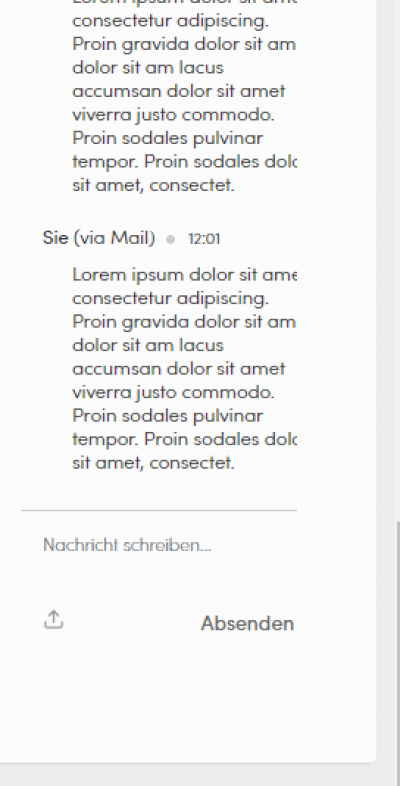 consectetur adipiscing.
Proin gravida dolor sit am
dolor sit am lacus
accumsan dolor sit amet
viverra justo commodo.
Proin sodales pulvinar
tempor. Proin sodales dolo
sit amet, consectet.
Sie (via Mail) • 12:01
Lorem ipsum dolor sit ame
consectetur adipiscing.
Proin gravida dolor sit am
dolor sit am lacus
accumsan dolor sit amet
viverra justo commodo.
Proin sodales pulvinar
tempor. Proin sodales dolo
sit amet, consectet.
Nachricht schreiben...
Absenden